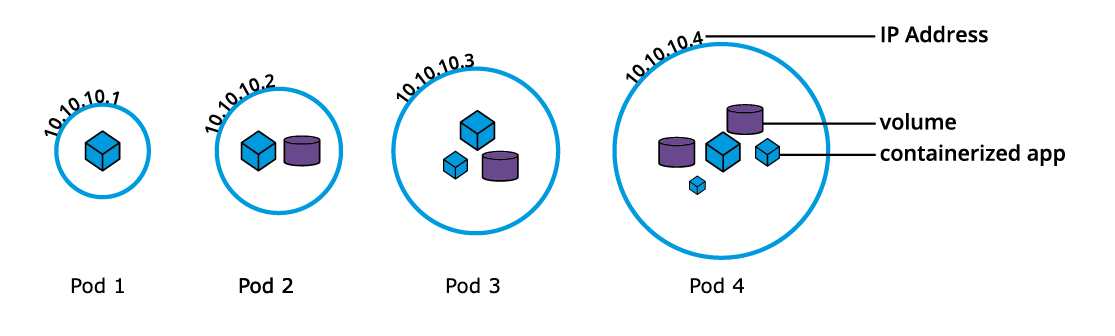 10.10.10.1
10.10.10.2
10.10.10.3
10.10.10.4
IP Address
volume
containerized app
Pod 1
Pod 2
Pod 3
Pod 4